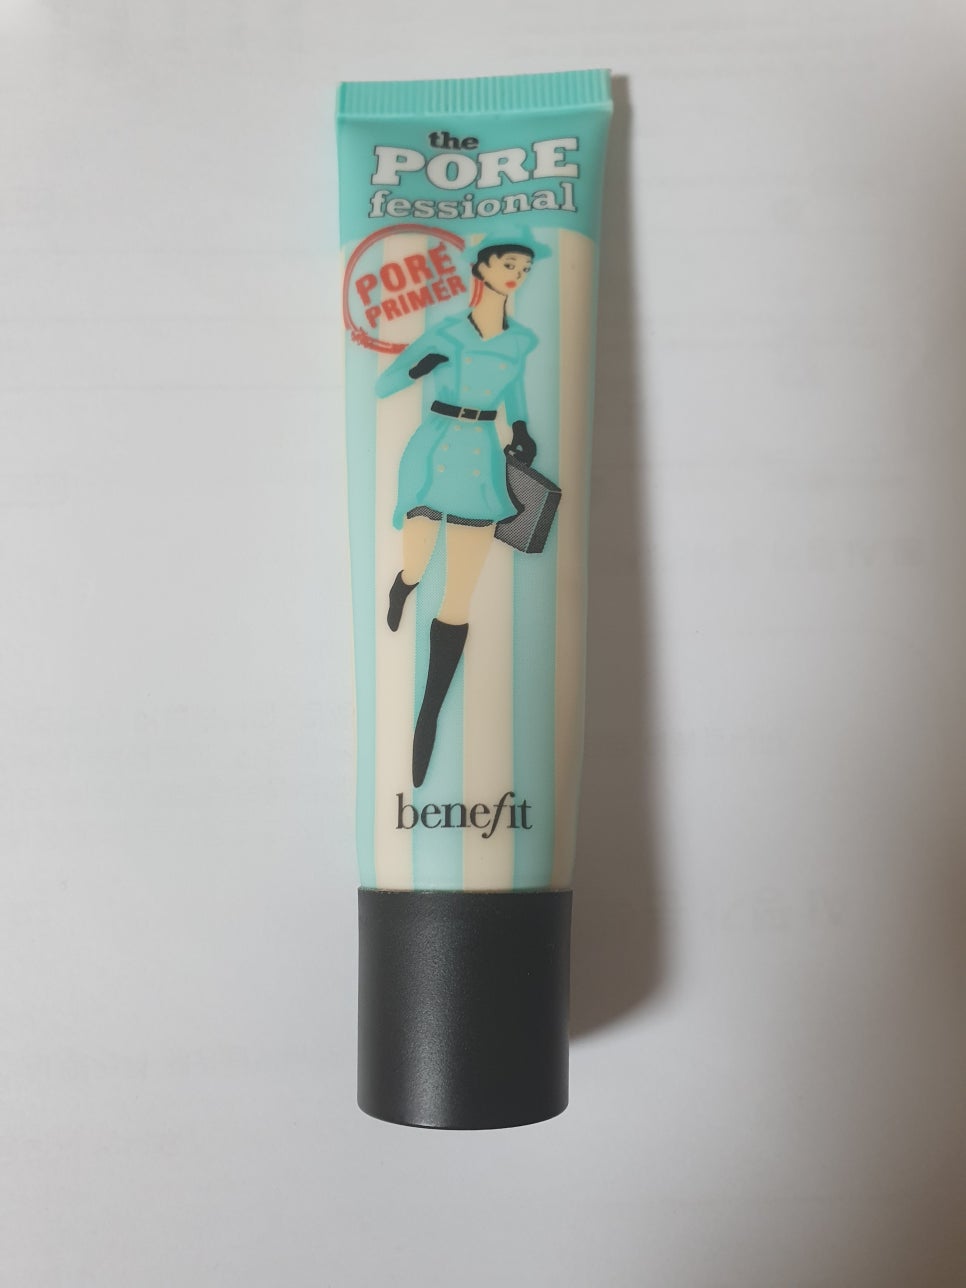 the
PORE
fessional
PORE
PRIMER
benefit